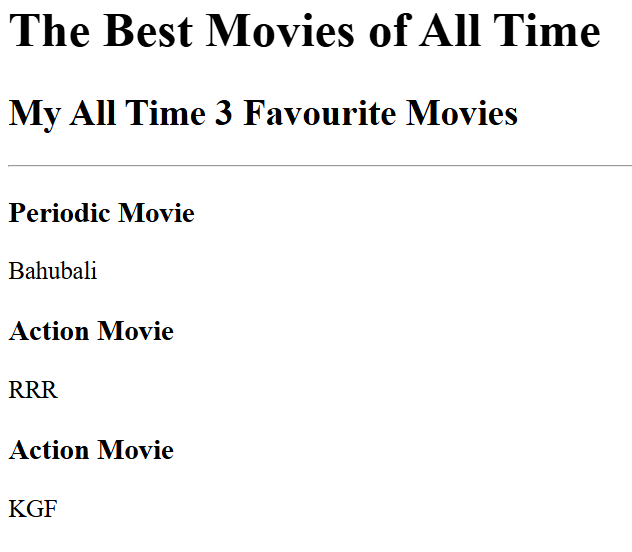 The Best Movies of All Time
My All Time 3 Favourite Movies
Periodic Movie
Bahubali
Action Movie
RRR
Action Movie
KGF